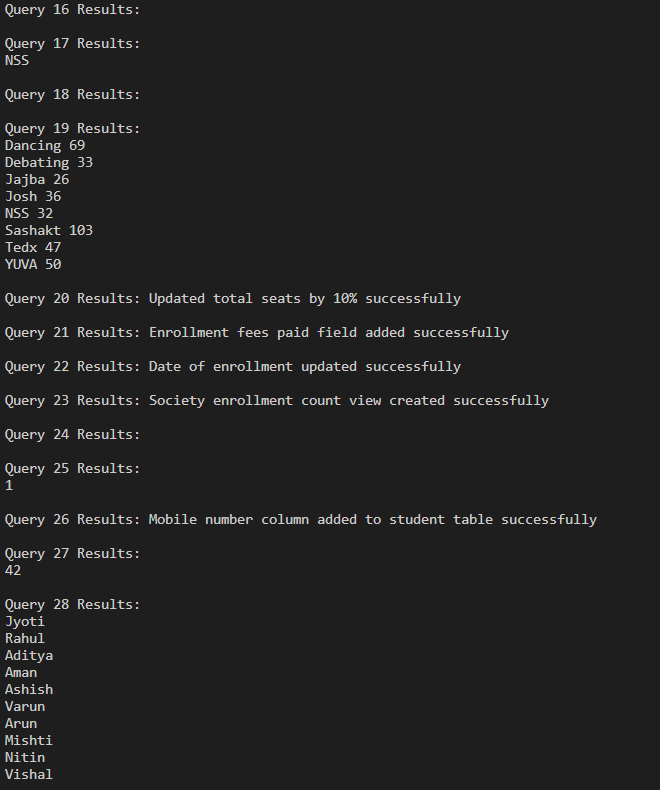 Query 16 Results:
Query 17 Results:
NSS
Query 18 Results:
Query 19 Results:
Dancing 69
Debating 33
Jajba 26
Josh 36
NSS 32
Sashakt 103
Tedx 47
YUVA 50
Query 20 Results: Updated total seats by 10% successfully
Query 21 Results: Enrollment fees paid field added successfully
Query 22 Results: Date of enrollment updated successfully
Query 23 Results: Society enrollment count view created successfully
Query 24 Results:
Query 25 Results:
1
Query 26 Results: Mobile number column added to student table successfully
Query 27 Results:
42
Query 28 Results:
Jyoti
Rahul
Aditya
Aman
Ashish
Varun
Arun
Mishti
Nitin
Vishal